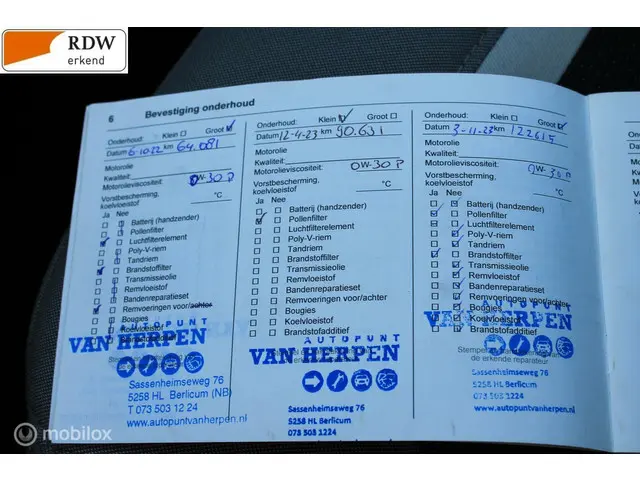 RDW
erkend
6 Bevestiging onderhoud
Onderhoud: Klein Groot
Datum 6-10-22 km 64.081
Motorolie
Kwaliteit:
Motorolieviscositeit: 0W-30 P
Vorstbescherming,
koelvloeistof °C
Ja Nee
Batterij (handzender)
Pollenfilter
Luchtfilterelement
Poly-V-riem
Tandriem
Brandstoffilter
Transmissieolie
Remvloeistof
Bandenreparatieset
Remvoeringen voor/achter
Bougies
Koelvloeistof
Brandstofadditief
AUTOPUNT
VAN HERPEN
Sassenheimseweg 76
5258 HL Berlicum (NB)
T 073 503 12 24
www.autopuntvanherpen.nl
Onderhoud: Klein Groot
Datum 12-4-23 km 90.631
Motorolie
Kwaliteit:
Motorolieviscositeit: 0W-30 P
Vorstbescherming,
koelvloeistof °C
Ja Nee
Batterij (handzender)
Pollenfilter
Luchtfilterelement
Poly-V-riem
Tandriem
Brandstoffilter
Transmissieolie
Remvloeistof
Bandenreparatieset
Remvoeringen voor/achter
Bougies
Koelvloeistof
Brandstofadditief
AUTOPUNT
VAN HERPEN
Sassenheimseweg 76
5258 HL Berlicum
073 503 1224
Onderhoud: Klein Groot
Datum 3-11-23 km 122615
Motorolie
Kwaliteit:
Motorolieviscositeit: 0W-30 P
Vorstbescherming,
koelvloeistof °C
Ja Nee
Batterij (handzender)
Pollenfilter
Luchtfilterelement
Poly-V-riem
Tandriem
Brandstoffilter
Transmissieolie
Remvloeistof
Bandenreparatieset
Remvoeringen voor/achter
Bougies
Koelvloeistof
Brandstofadditief
AUTOPUNT
VAN HERPEN
de erkende reparateur
Sassenheimseweg 76
5258 HL Berlicum
073 503 1224
www.autopuntvanherpen.nl
mobilox